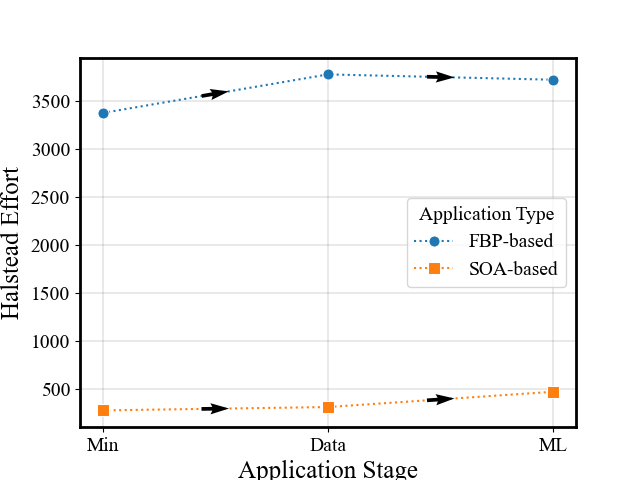 3500
3000
2500
2000
1500
1000
500
Halstead Effort
Application Type
FBP-based
SOA-based
Min
Data
ML
Application Stage